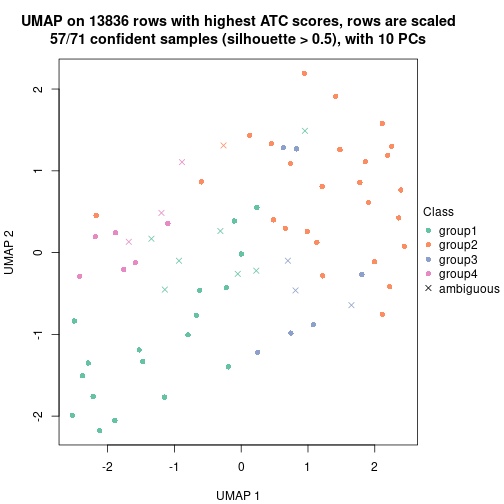 UMAP on 13836 rows with highest ATC scores, rows are scaled
57/71 confident samples (silhouette > 0.5), with 10 PCs
UMAP 2
2
1
0
-1
-2
-2
-1
0
1
2
UMAP 1
Class
group1
group2
group3
group4
ambiguous